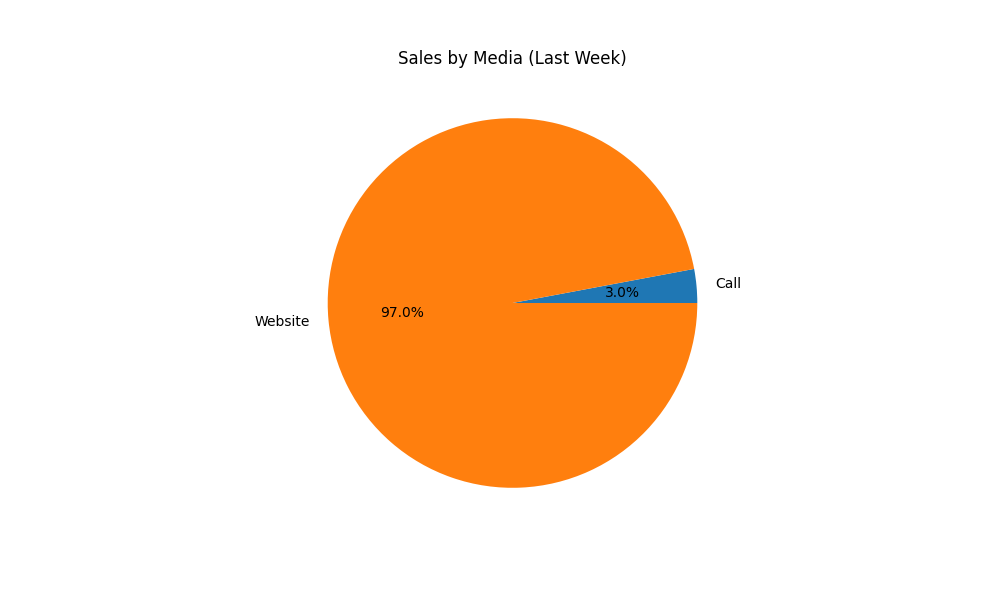 Sales by Media (Last Week)
Call
3.0%
97.0%
Website